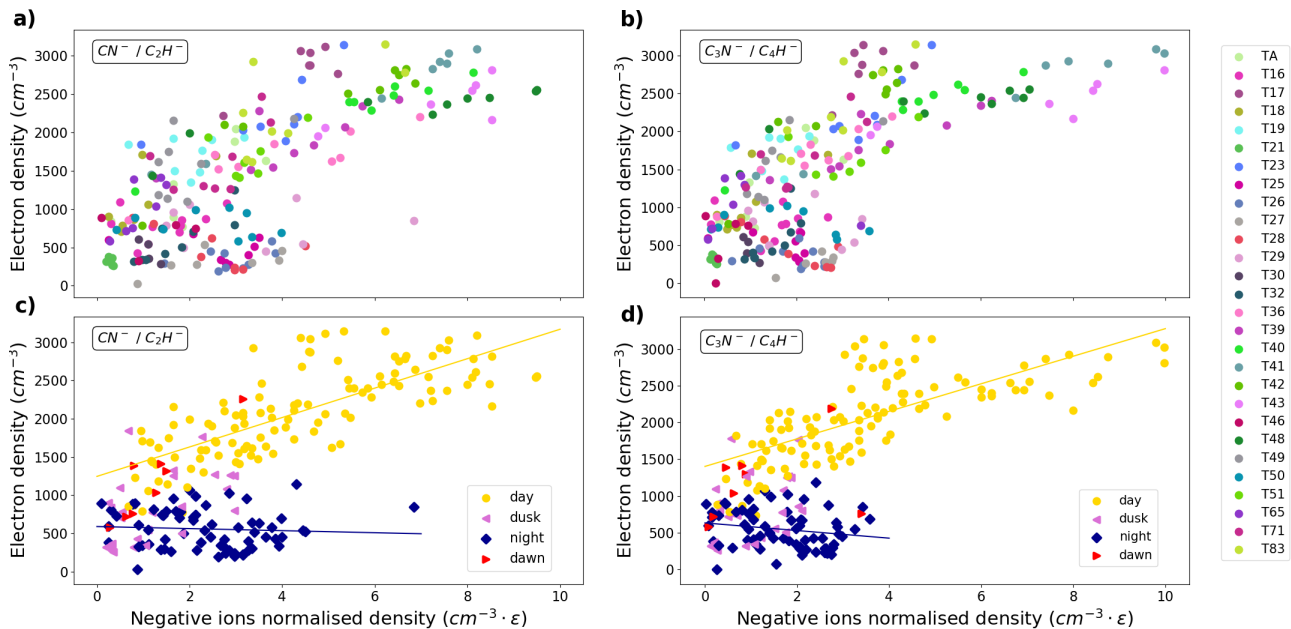 a)
CN⁻ / C₂H⁻
Electron density (cm⁻³)
3000
2500
2000
1500
1000
500
0
b)
C₃N⁻ / C₄H⁻
Electron density (cm⁻³)
3000
2500
2000
1500
1000
500
0
TA
T16
T17
T18
T19
T21
T23
T25
T26
T27
T28
T29
T30
T32
T36
T39
T40
T41
T42
T43
T46
T48
T49
T50
T51
T65
T71
T83
c)
CN⁻ / C₂H⁻
Electron density (cm⁻³)
3000
2500
2000
1500
1000
500
0
day
dusk
night
dawn
0 2 4 6 8 10
Negative ions normalised density (cm⁻³ · ε)
d)
C₃N⁻ / C₄H⁻
Electron density (cm⁻³)
3000
2500
2000
1500
1000
500
0
day
dusk
night
dawn
0 2 4 6 8 10
Negative ions normalised density (cm⁻³ · ε)